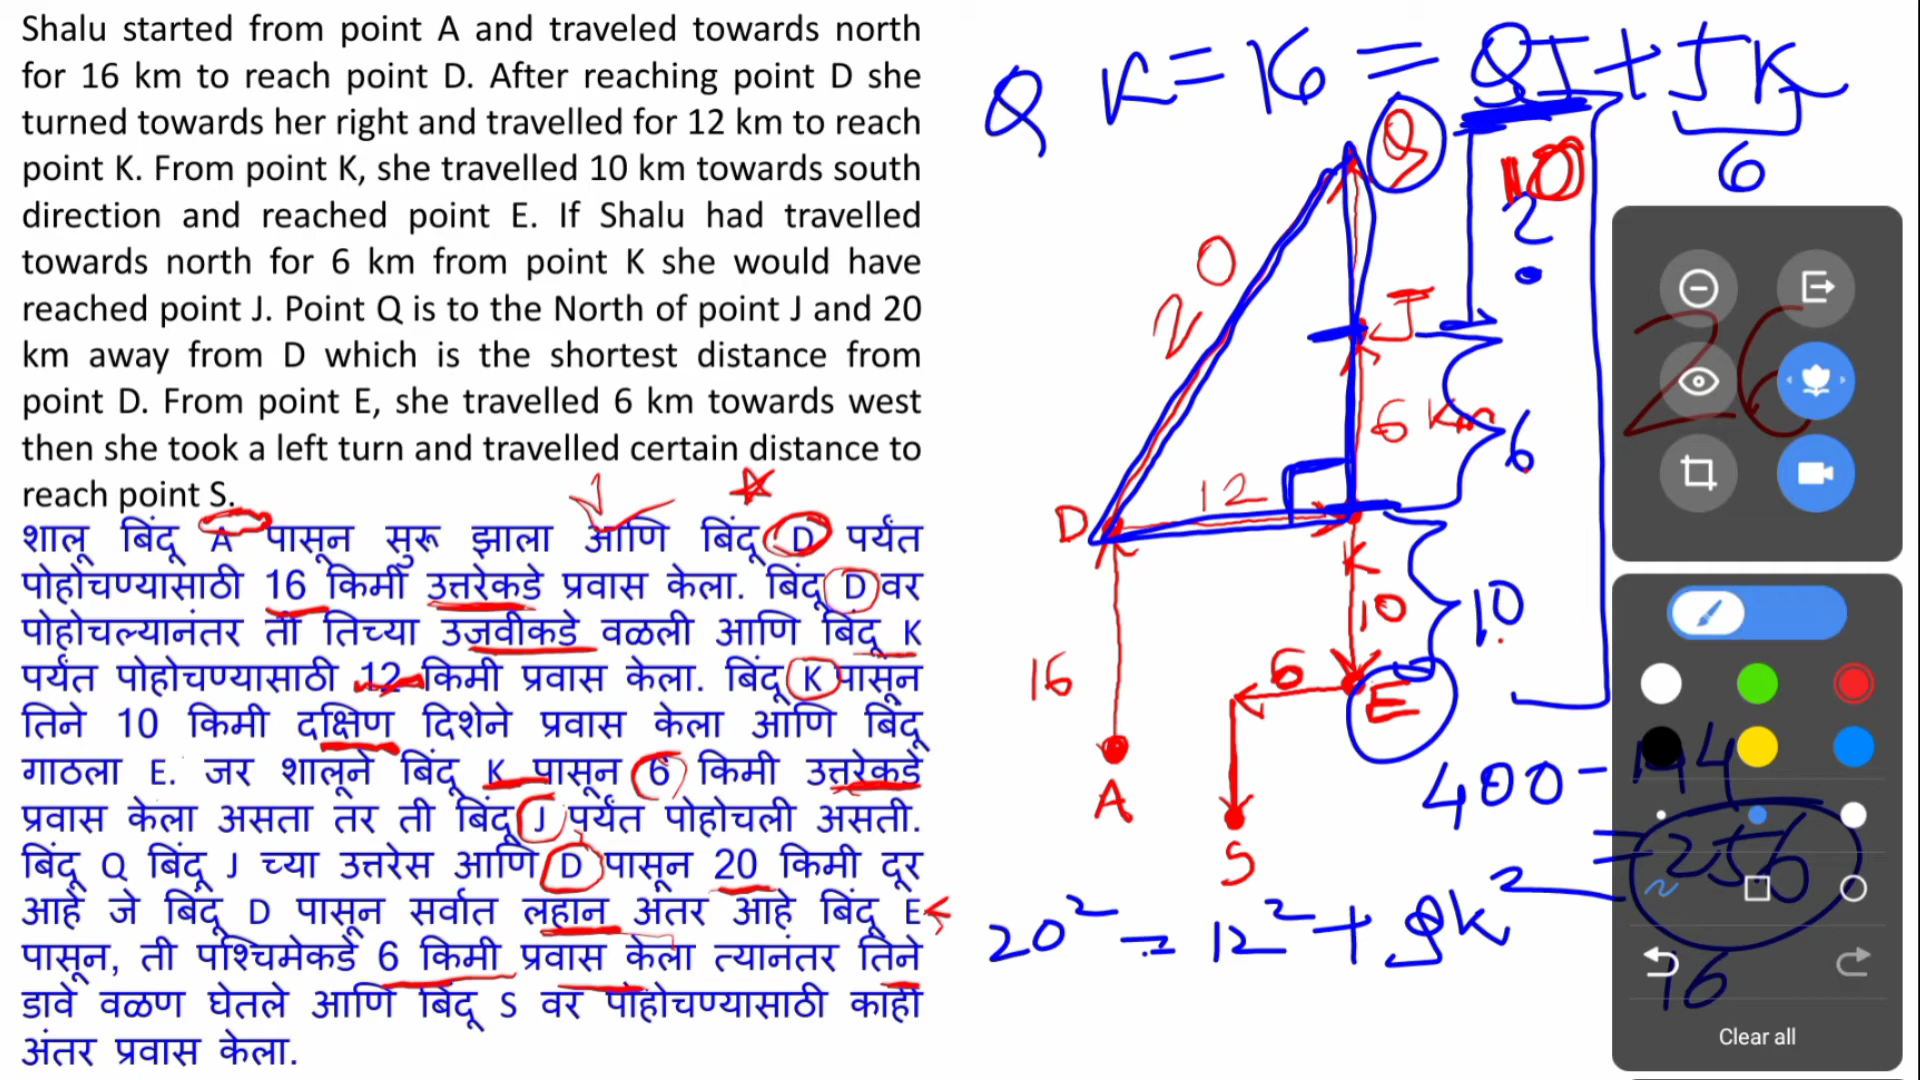 Shalu started from point A and traveled towards north
for 16 km to reach point D. After reaching point D she
turned towards her right and travelled for 12 km to reach
point K. From point K, she travelled 10 km towards south
direction and reached point E. If Shalu had travelled
towards north for 6 km from point K she would have
reached point J. Point Q is to the North of point J and 20
km away from D which is the shortest distance from
point D. From point E, she travelled 6 km towards west
then she took a left turn and travelled certain distance to
reach point S.
शालू बिंदू A पासून सुरू झाला आणि बिंदू D पर्यंत
पोहोचण्यासाठी 16 किमी उत्तरेकडे प्रवास केला. बिंदू D वर
पोहोचल्यानंतर ती तिच्या उजवीकडे वळली आणि बिंदू K
पर्यंत पोहोचण्यासाठी 12 किमी प्रवास केला. बिंदू K पासून
तिने 10 किमी दक्षिण दिशेने प्रवास केला आणि बिंदू
गाठला E. जर शालूने बिंदू K पासून 6 किमी उत्तरेकडे
प्रवास केला असता तर ती बिंदू J पर्यंत पोहोचली असती.
बिंदू Q बिंदू J च्या उत्तरेस आणि D पासून 20 किमी दूर
आहे जे बिंदू D पासून सर्वात लहान अंतर आहे बिंदू E
पासून, ती पश्चिमेकडे 6 किमी प्रवास केला त्यानंतर तिने
डावे वळण घेतले आणि बिंदू S वर पोहोचण्यासाठी काही
अंतर प्रवास केला.
Q K = 16 = QJ + JK
Q
10
6
?
20
J
26
6 km
6
12
D
K
10
10
16
6
E
A
400 - 144
S
= 256
20² = 12² + QK²
16
Clear all